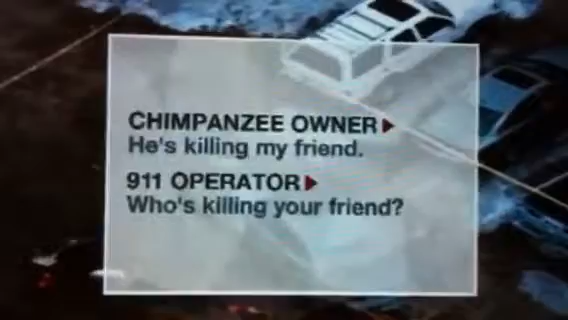 CHIMPANZEE OWNER
He's killing my friend.
911 OPERATOR
Who's killing your friend?